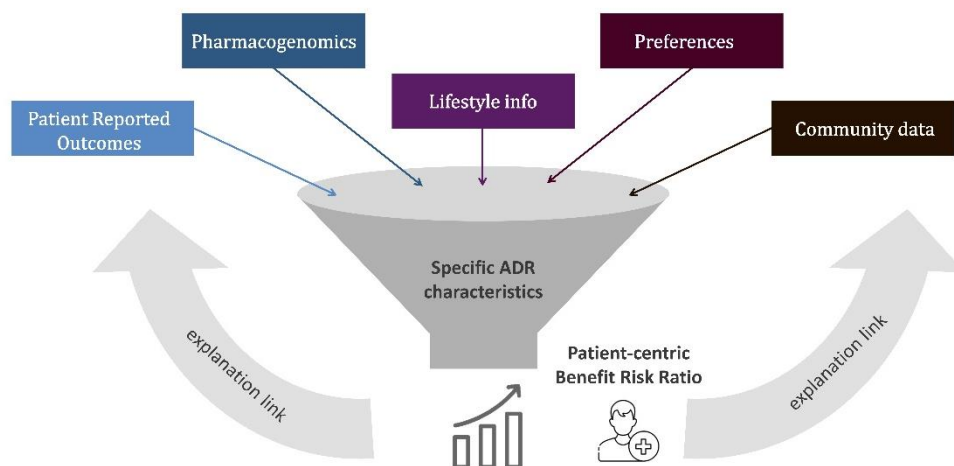 Pharmacogenomics
Preferences
Lifestyle info
Patient Reported
Outcomes
Community data
Specific ADR
characteristics
explanation link
Patient-centric
Benefit Risk Ratio
explanation link